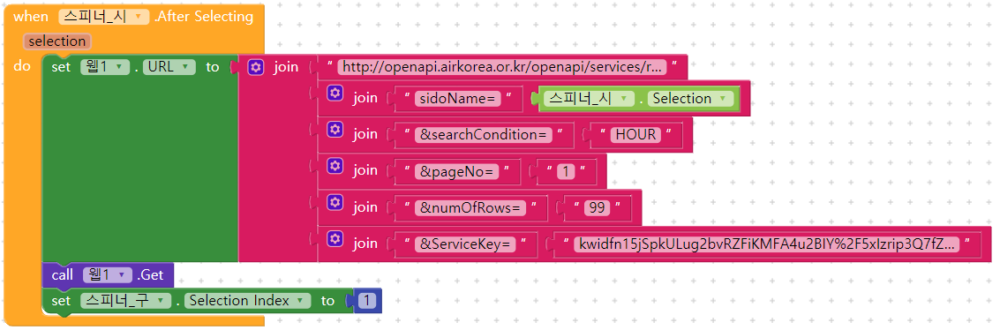 when 스피너_시 .After Selecting
selection
do set 웹1 . URL to join " http://openapi.airkorea.or.kr/openapi/services/r... "
join " sidoName= " 스피너_시 . Selection
join " &searchCondition= " " HOUR "
join " &pageNo= " " 1 "
join " &numOfRows= " " 99 "
join " &ServiceKey= " " kwidfn15jSpkULug2bvRZFiKMFA4u2BIY%2F5xIzrip3Q7fZ... "
call 웹1 .Get
set 스피너_구 . Selection Index to 1